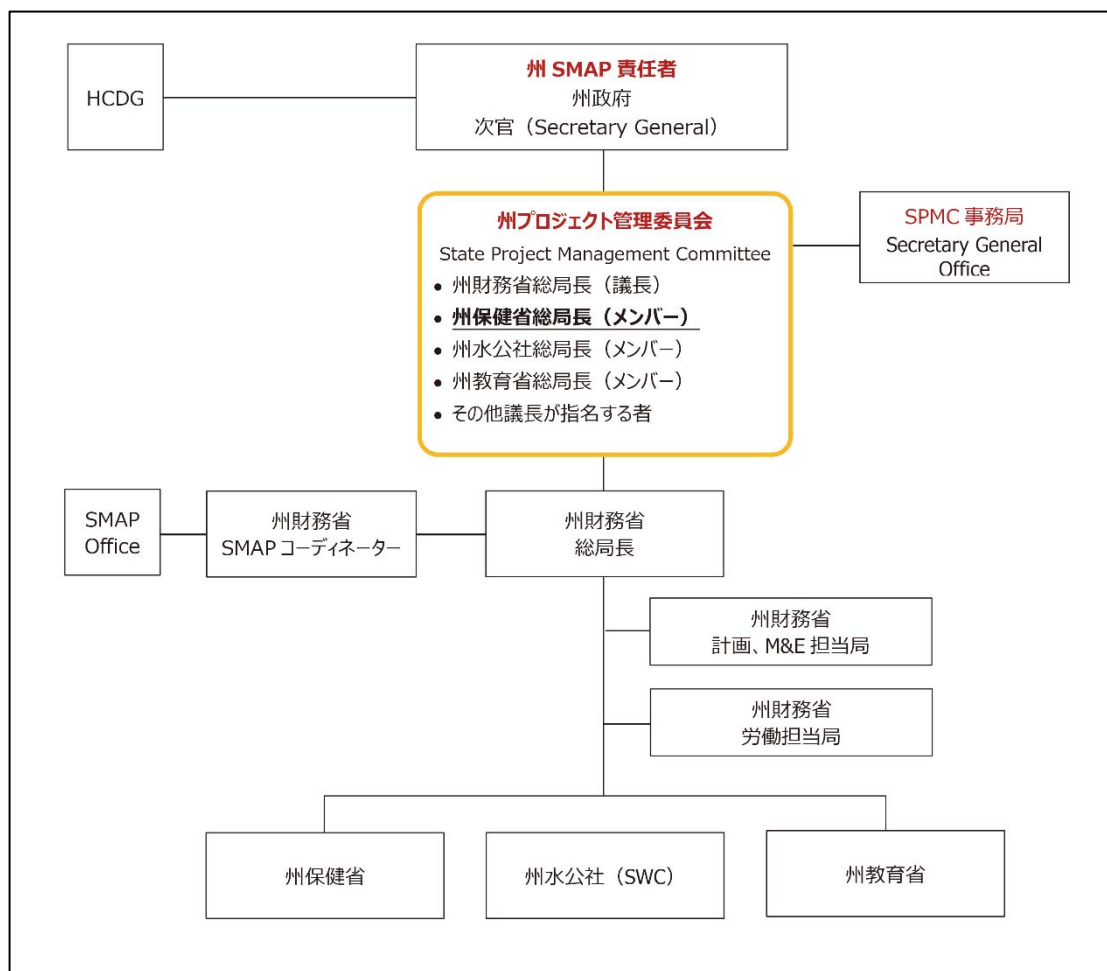 HCDG
州 SMAP 責任者
州政府
次官（Secretary General）
州プロジェクト管理委員会
State Project Management Committee
• 州財務省総局長（議長）
• 州保健省総局長（メンバー）
• 州水公社総局長（メンバー）
• 州教育省総局長（メンバー）
• その他議長が指名する者
SPMC 事務局
Secretary General
Office
SMAP
Office
州財務省
SMAP コーディネーター
州財務省
総局長
州財務省
計画、M&E 担当局
州財務省
労働担当局
州保健省
州水公社（SWC）
州教育省